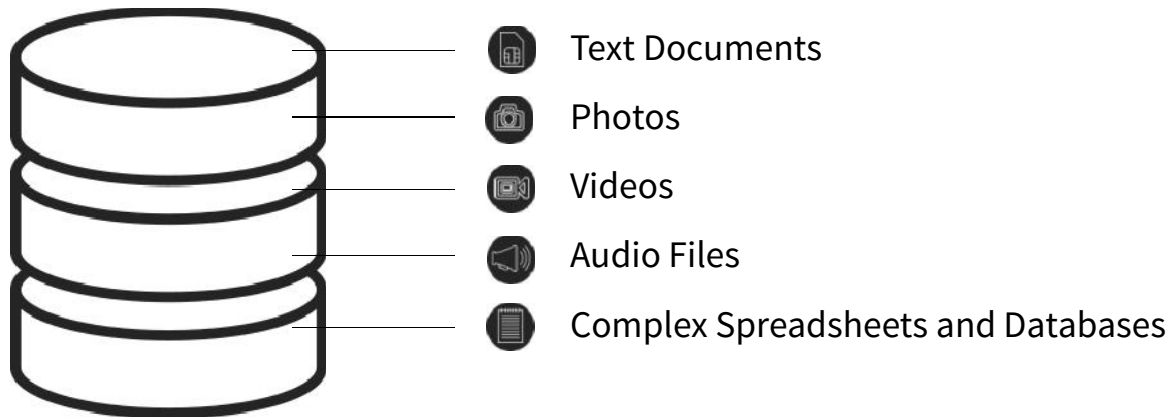 Text Documents
Photos
Videos
Audio Files
Complex Spreadsheets and Databases